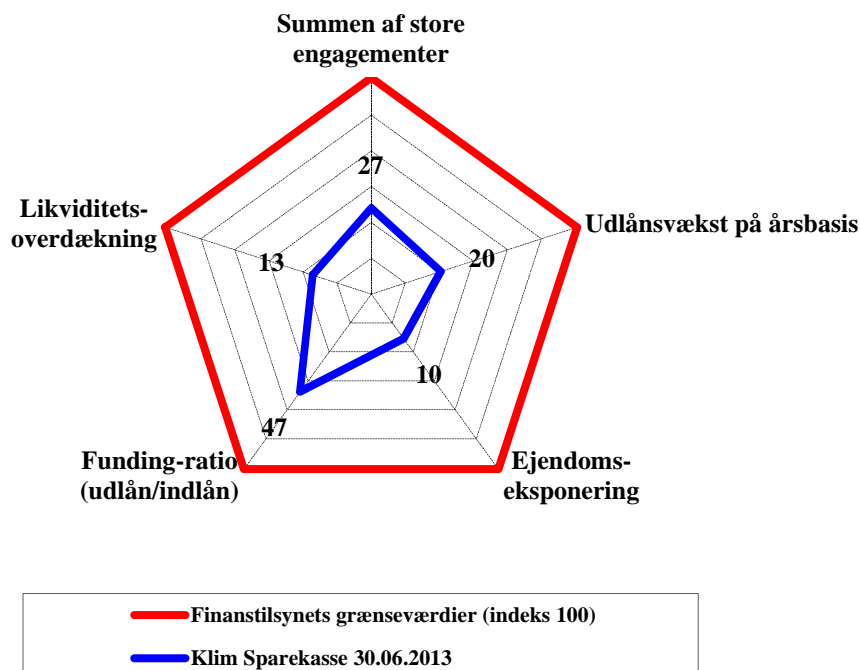 Summen af store
engagementer
27
Likviditets-
overdækning
13
20
Udlånsvækst på årsbasis
10
47
Funding-ratio
(udlån/indlån)
Ejendoms-
eksponering
Finanstilsynets grænseværdier (indeks 100)
Klim Sparekasse 30.06.2013